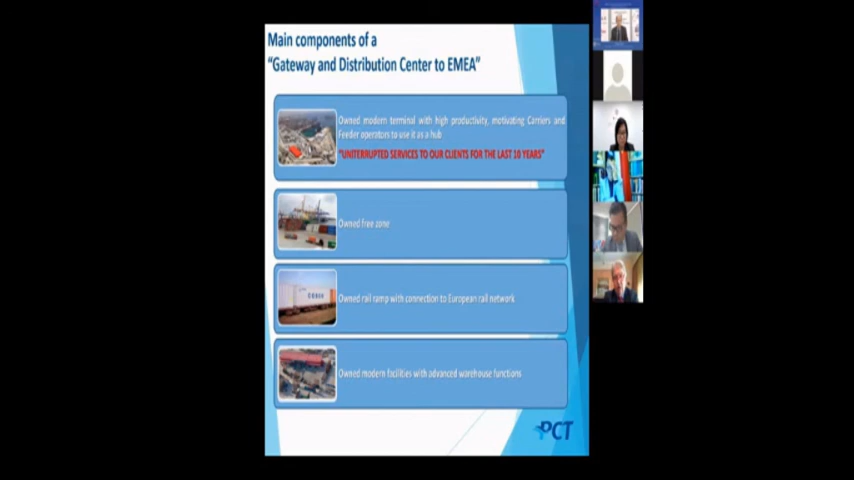 Main components of a
"Gateway and Distribution Center to EMEA"
Owned modern terminal with high productivity, motivating Carriers and
Feeder operators to use it as a hub
"UNITERRUPTED SERVICES TO OUR CLIENTS FOR THE LAST 10 YEARS"
Owned free zone
Owned rail ramp with connection to European rail network
Owned modern facilities with advanced warehouse functions
PCT